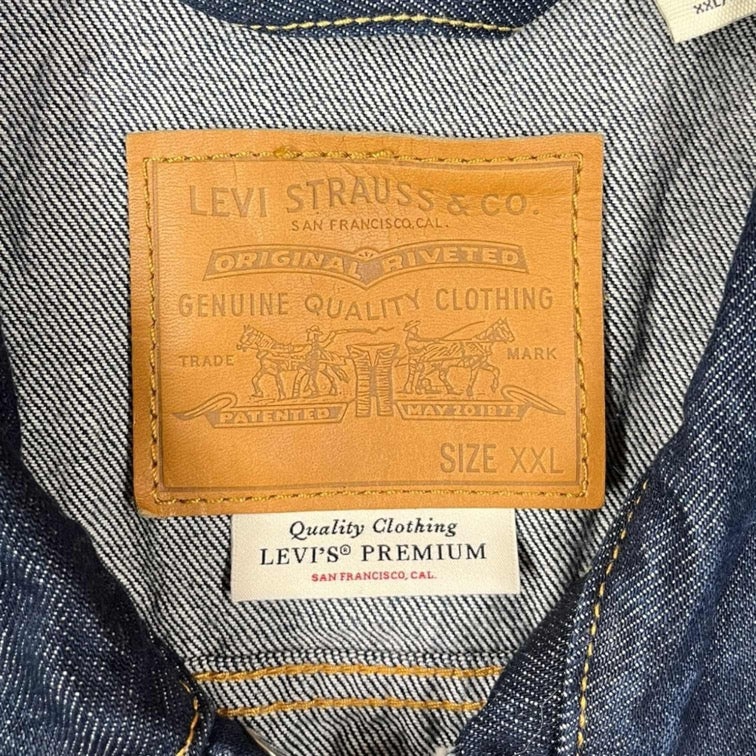 XXL
LEVI STRAUSS & CO.
SAN FRANCISCO, CAL.
ORIGINAL RIVETED
GENUINE QUALITY CLOTHING
TRADE MARK
PATENTED MAY 20 1873
SIZE XXL
Quality Clothing
LEVI'S® PREMIUM
SAN FRANCISCO, CAL.